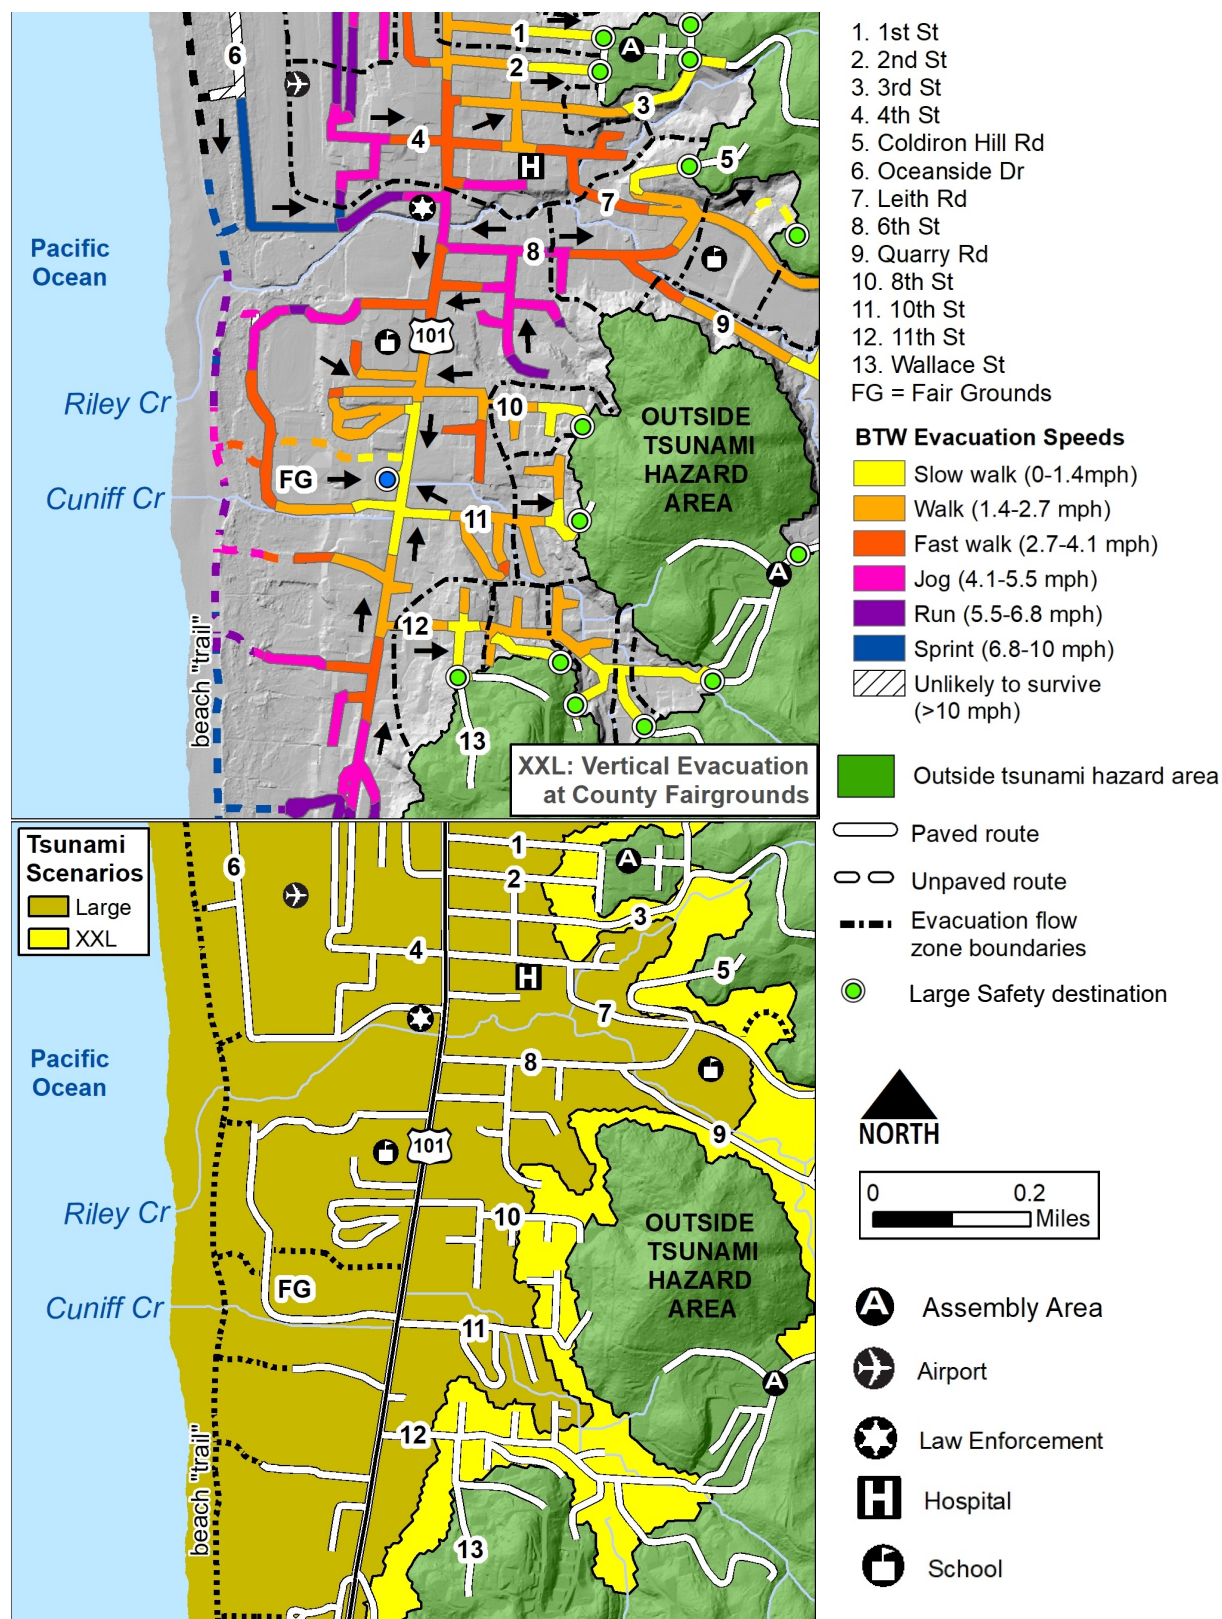 1
6
A
2
3
4
H
5
7
Pacific
Ocean
8
9
101
Riley Cr
10
OUTSIDE
TSUNAMI
HAZARD
AREA
FG
Cuniff Cr
11
A
12
beach "trail"
13
XXL: Vertical Evacuation
at County Fairgrounds
Tsunami
Scenarios
Large
XXL
1
6
A
2
3
4
H
5
7
Pacific
Ocean
8
9
101
Riley Cr
10
OUTSIDE
TSUNAMI
HAZARD
AREA
FG
Cuniff Cr
11
A
12
beach "trail"
13
1. 1st St
2. 2nd St
3. 3rd St
4. 4th St
5. Coldiron Hill Rd
6. Oceanside Dr
7. Leith Rd
8. 6th St
9. Quarry Rd
10. 8th St
11. 10th St
12. 11th St
13. Wallace St
FG = Fair Grounds
BTW Evacuation Speeds
Slow walk (0-1.4mph)
Walk (1.4-2.7 mph)
Fast walk (2.7-4.1 mph)
Jog (4.1-5.5 mph)
Run (5.5-6.8 mph)
Sprint (6.8-10 mph)
Unlikely to survive
(>10 mph)
Outside tsunami hazard area
Paved route
Unpaved route
Evacuation flow
zone boundaries
Large Safety destination
NORTH
0 0.2
Miles
A Assembly Area
Airport
Law Enforcement
H Hospital
School